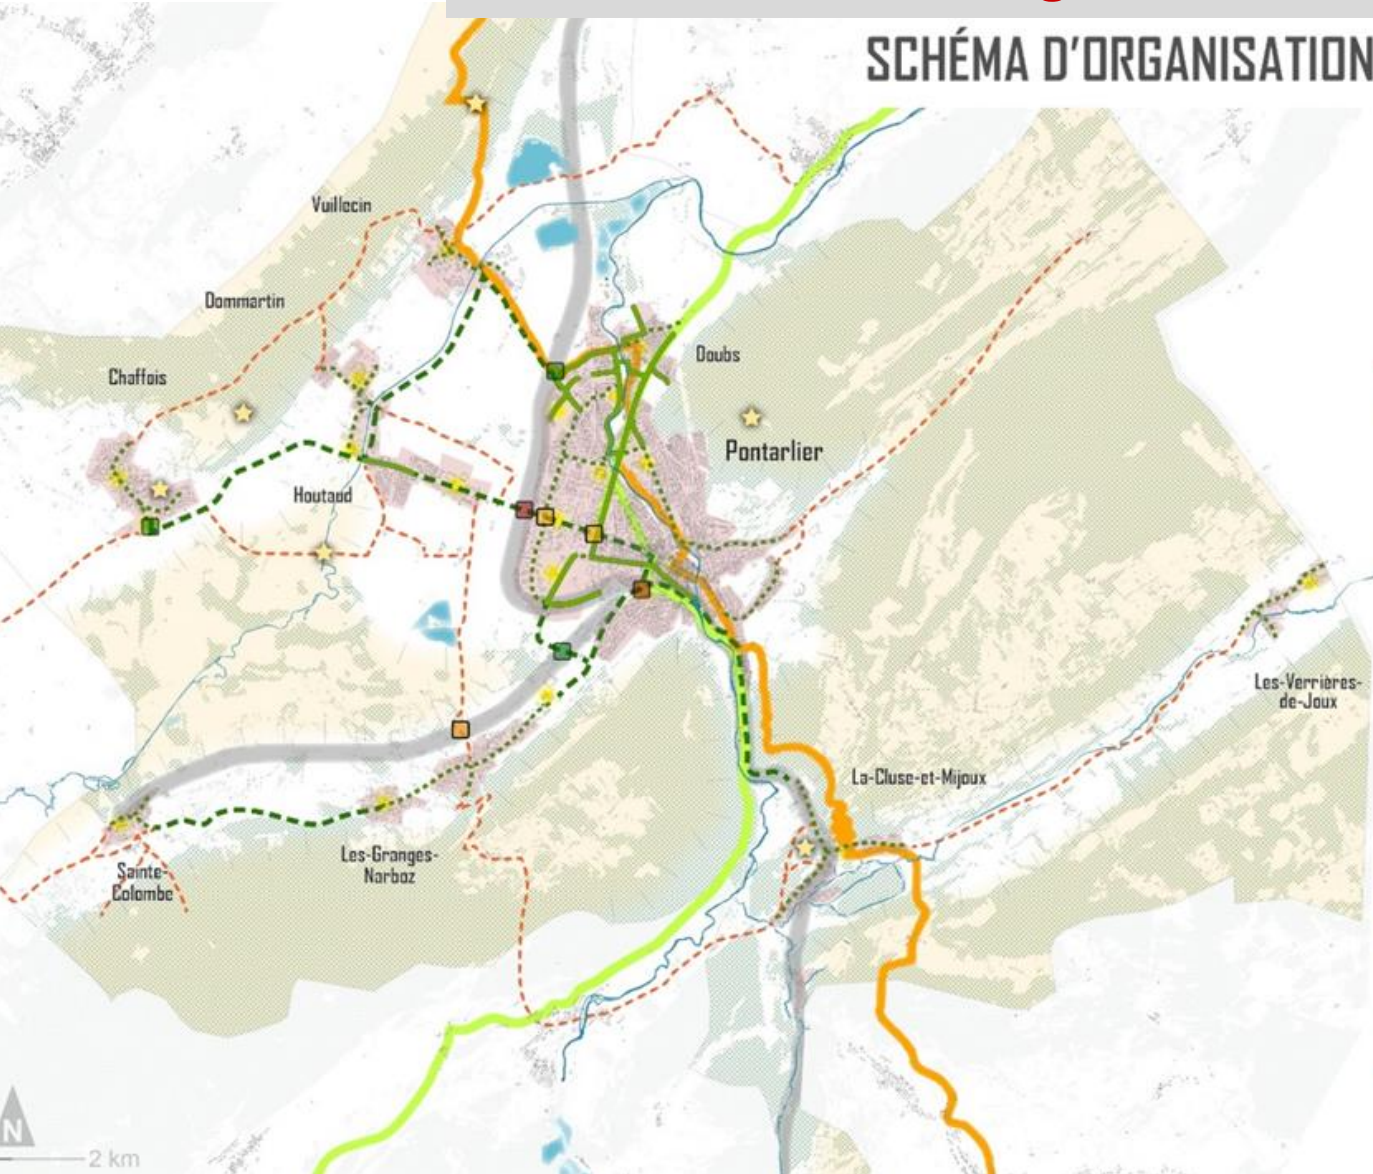 SCHÉMA D'ORGANISATION
Vuillecin
Dommartin
Doubs
Chaffois
Pontarlier
Houtaud
Les-Verrières-
de-Joux
La-Cluse-et-Mijoux
Les-Granges-
Narboz
Sainte-
Colombe
N
2 km